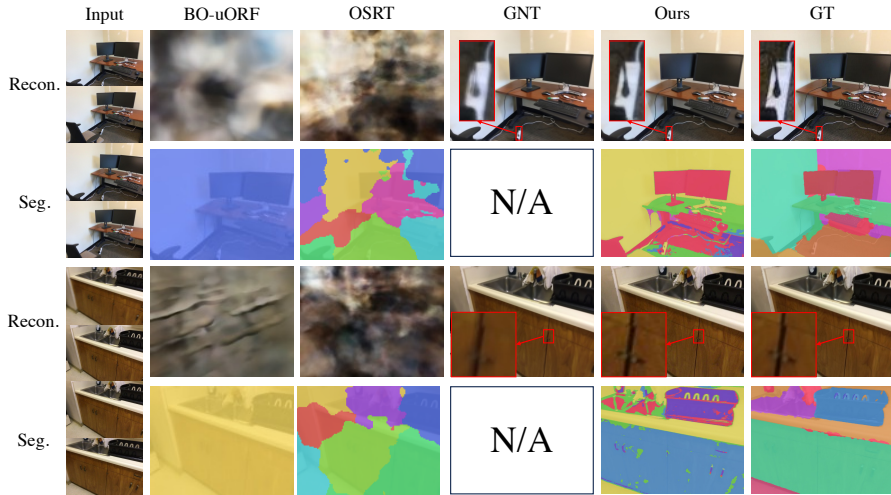 Input BO-uORF OSRT GNT Ours GT
Recon.
Seg.
N/A
Recon.
Seg.
N/A